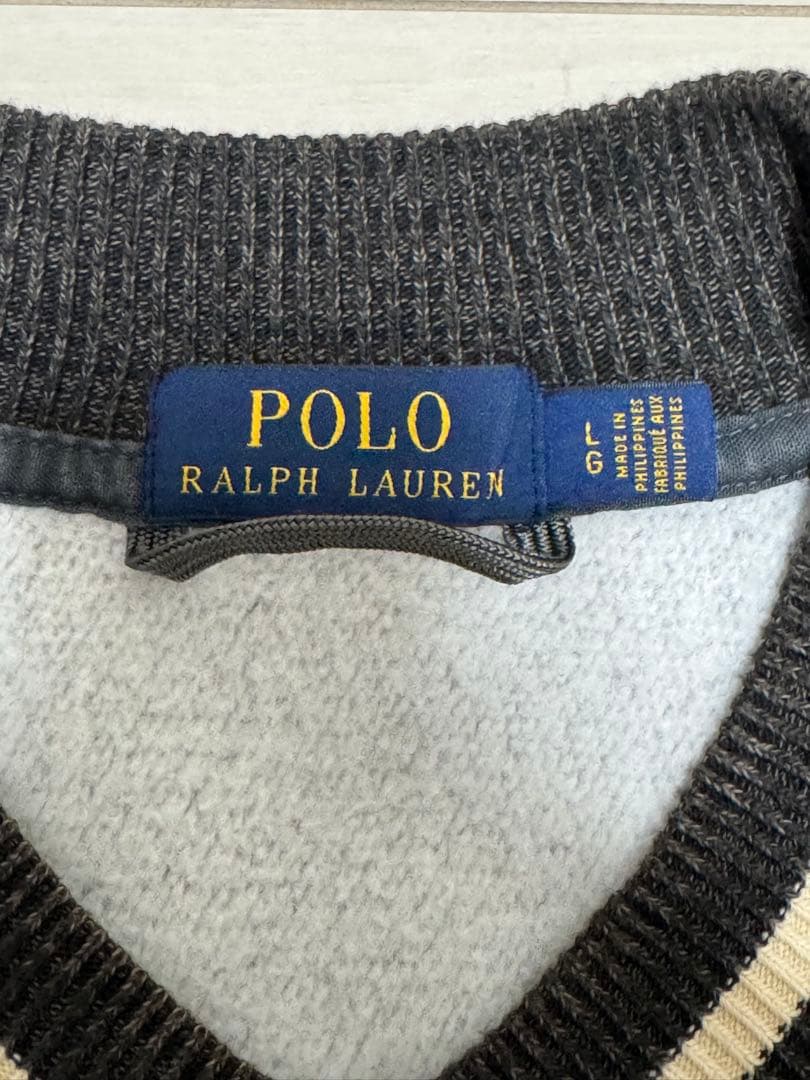 POLO
RALPH LAUREN
L
G
MADE IN
PHILIPPINES
FABRIQUÉ AUX
PHILIPPINES